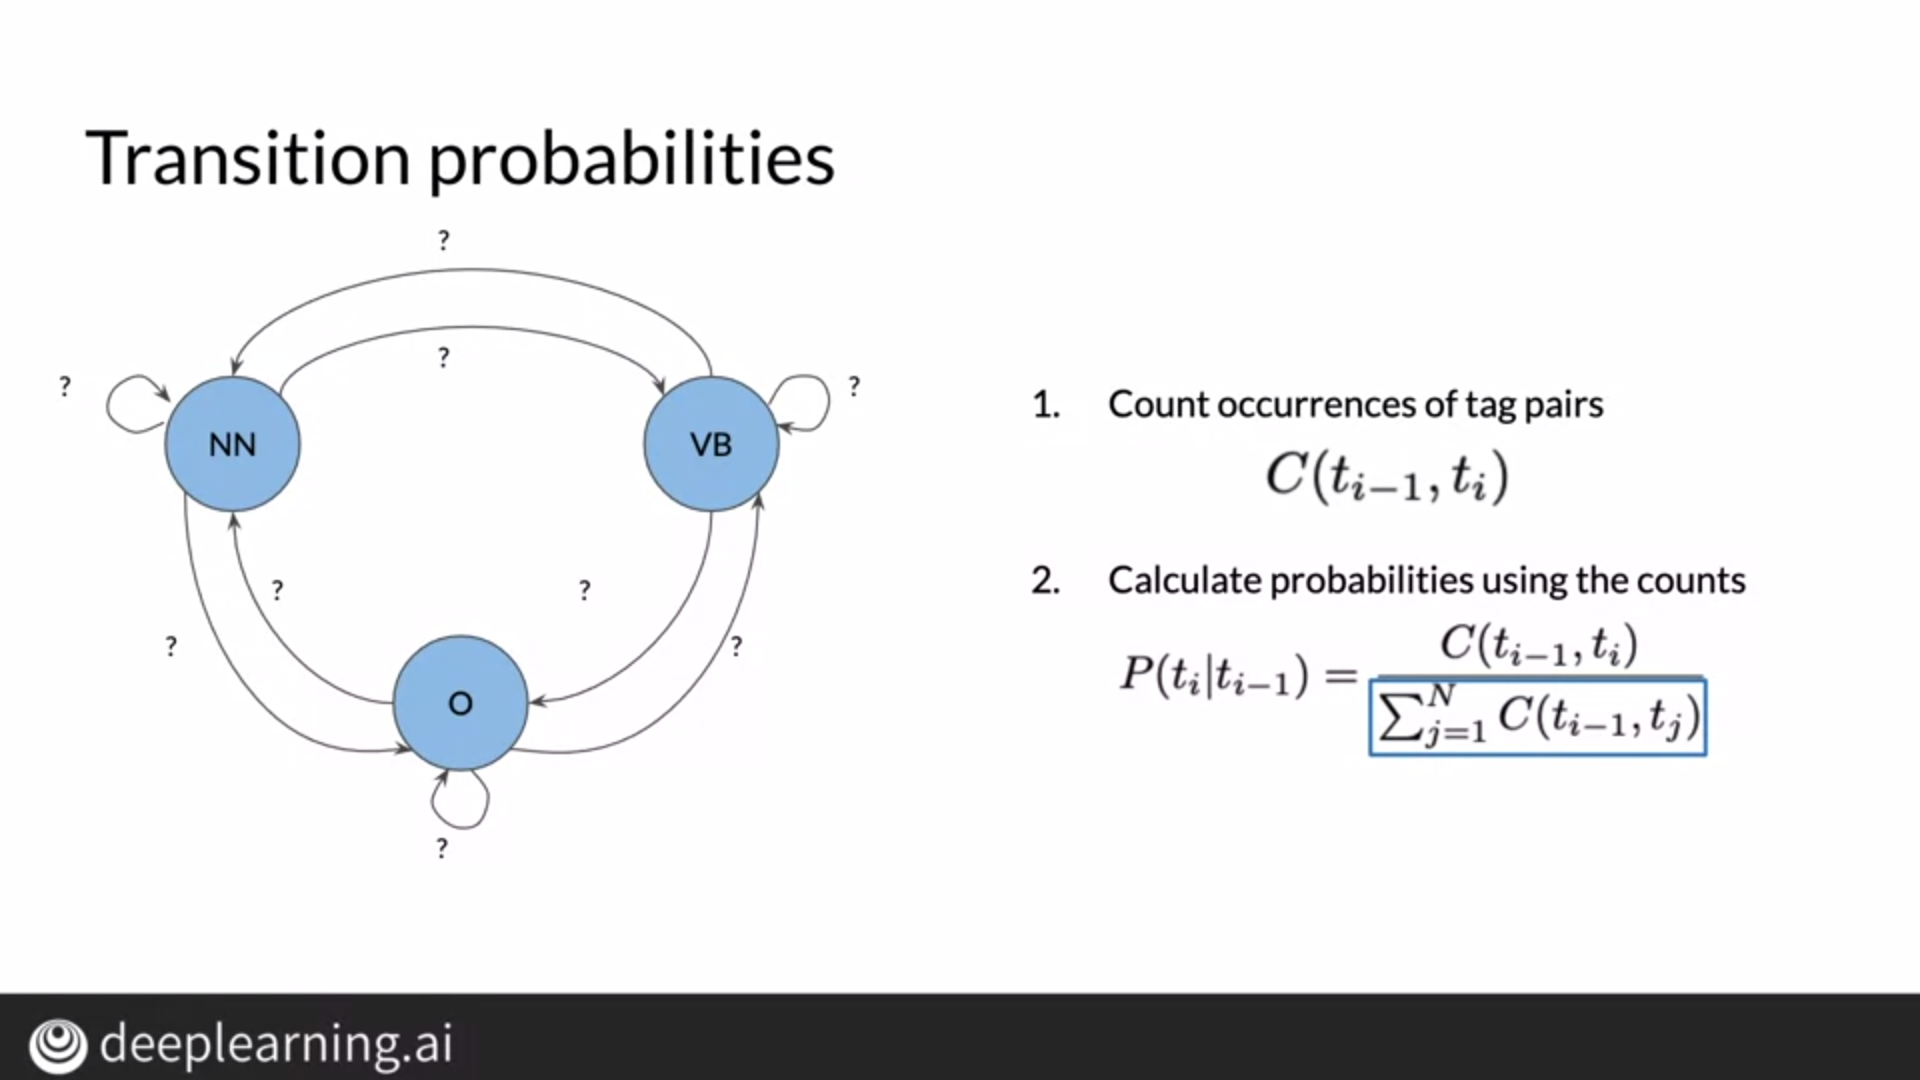 Transition probabilities
?
?
?
?
NN
VB
?
?
?
?
O
?
1. Count occurrences of tag pairs
C(t_{i-1}, t_i)
2. Calculate probabilities using the counts
P(t_i|t_{i-1}) = \frac{C(t_{i-1}, t_i)}{\sum_{j=1}^{N} C(t_{i-1}, t_j)}
deeplearning.ai